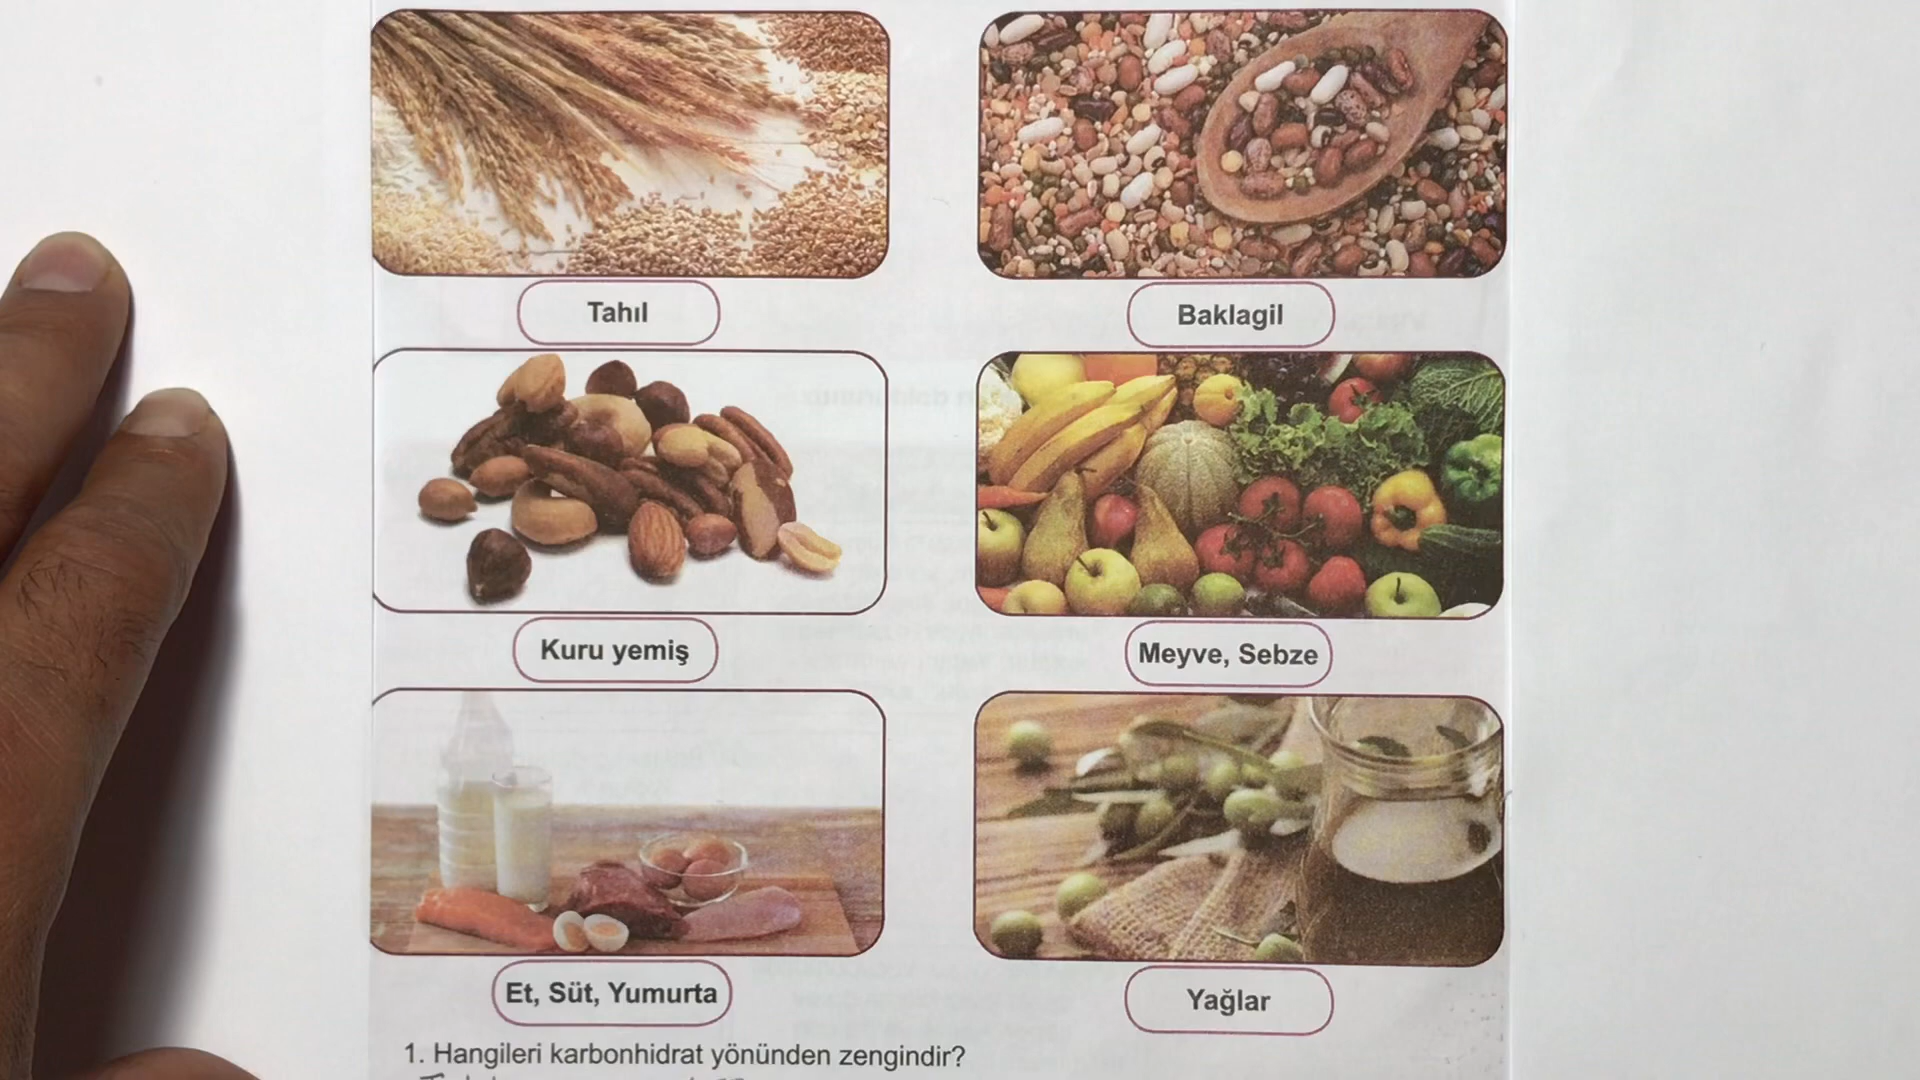 Tahıl
Baklagil
Kuru yemiş
Meyve, Sebze
Et, Süt, Yumurta
Yağlar
1. Hangileri karbonhidrat yönünden zengindir?